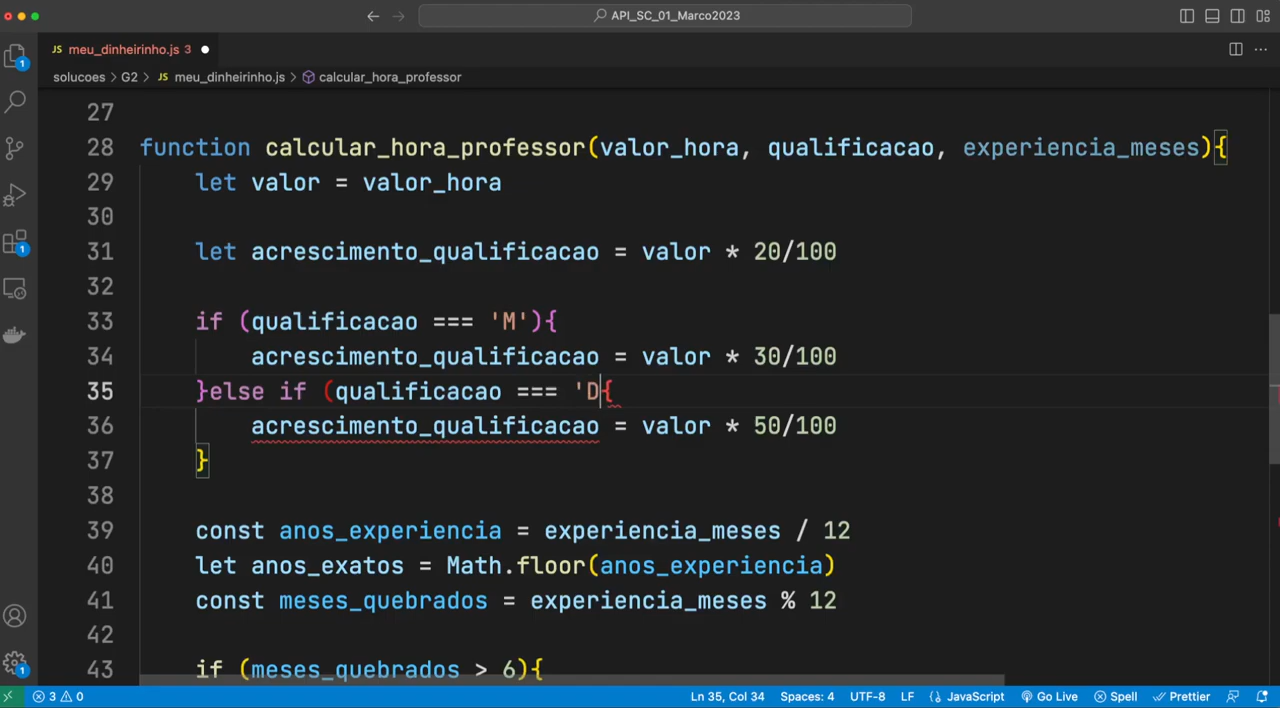 API_SC_01_Marco2023
JS meu_dinheirinho.js 3
solucoes > G2 > JS meu_dinheirinho.js > calcular_hora_professor
27
28 function calcular_hora_professor(valor_hora, qualificacao, experiencia_meses){
29 let valor = valor_hora
30
31 let acrescimento_qualificacao = valor * 20/100
32
33 if (qualificacao === 'M'){
34 acrescimento_qualificacao = valor * 30/100
35 }else if (qualificacao === 'D{
36 acrescimento_qualificacao = valor * 50/100
37 }
38
39 const anos_experiencia = experiencia_meses / 12
40 let anos_exatos = Math.floor(anos_experiencia)
41 const meses_quebrados = experiencia_meses % 12
42
43 if (meses_quebrados > 6){
1
1
1
3 0 Ln 35, Col 34 Spaces: 4 UTF-8 LF {} JavaScript Go Live Spell Prettier